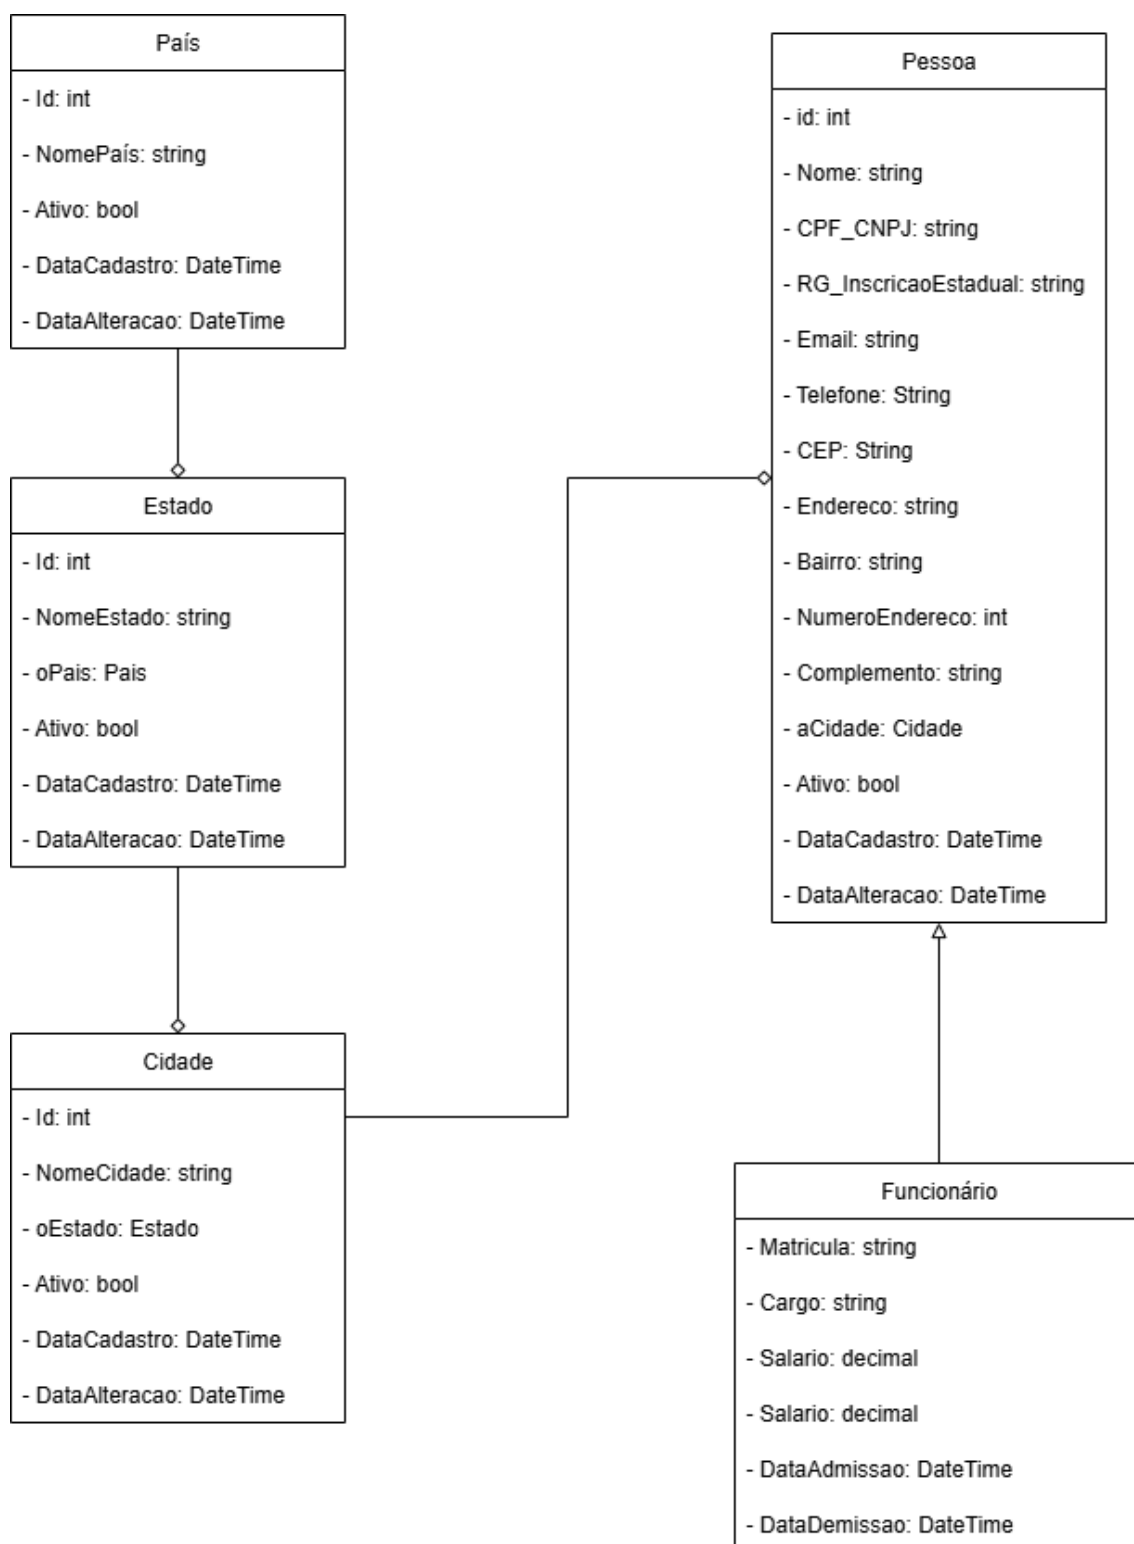 País
- Id: int
- NomePaís: string
- Ativo: bool
- DataCadastro: DateTime
- DataAlteracao: DateTime
Estado
- Id: int
- NomeEstado: string
- oPais: Pais
- Ativo: bool
- DataCadastro: DateTime
- DataAlteracao: DateTime
Cidade
- Id: int
- NomeCidade: string
- oEstado: Estado
- Ativo: bool
- DataCadastro: DateTime
- DataAlteracao: DateTime
Pessoa
- id: int
- Nome: string
- CPF_CNPJ: string
- RG_InscricaoEstadual: string
- Email: string
- Telefone: String
- CEP: String
- Endereco: string
- Bairro: string
- NumeroEndereco: int
- Complemento: string
- aCidade: Cidade
- Ativo: bool
- DataCadastro: DateTime
- DataAlteracao: DateTime
Funcionário
- Matricula: string
- Cargo: string
- Salario: decimal
- Salario: decimal
- DataAdmissao: DateTime
- DataDemissao: DateTime